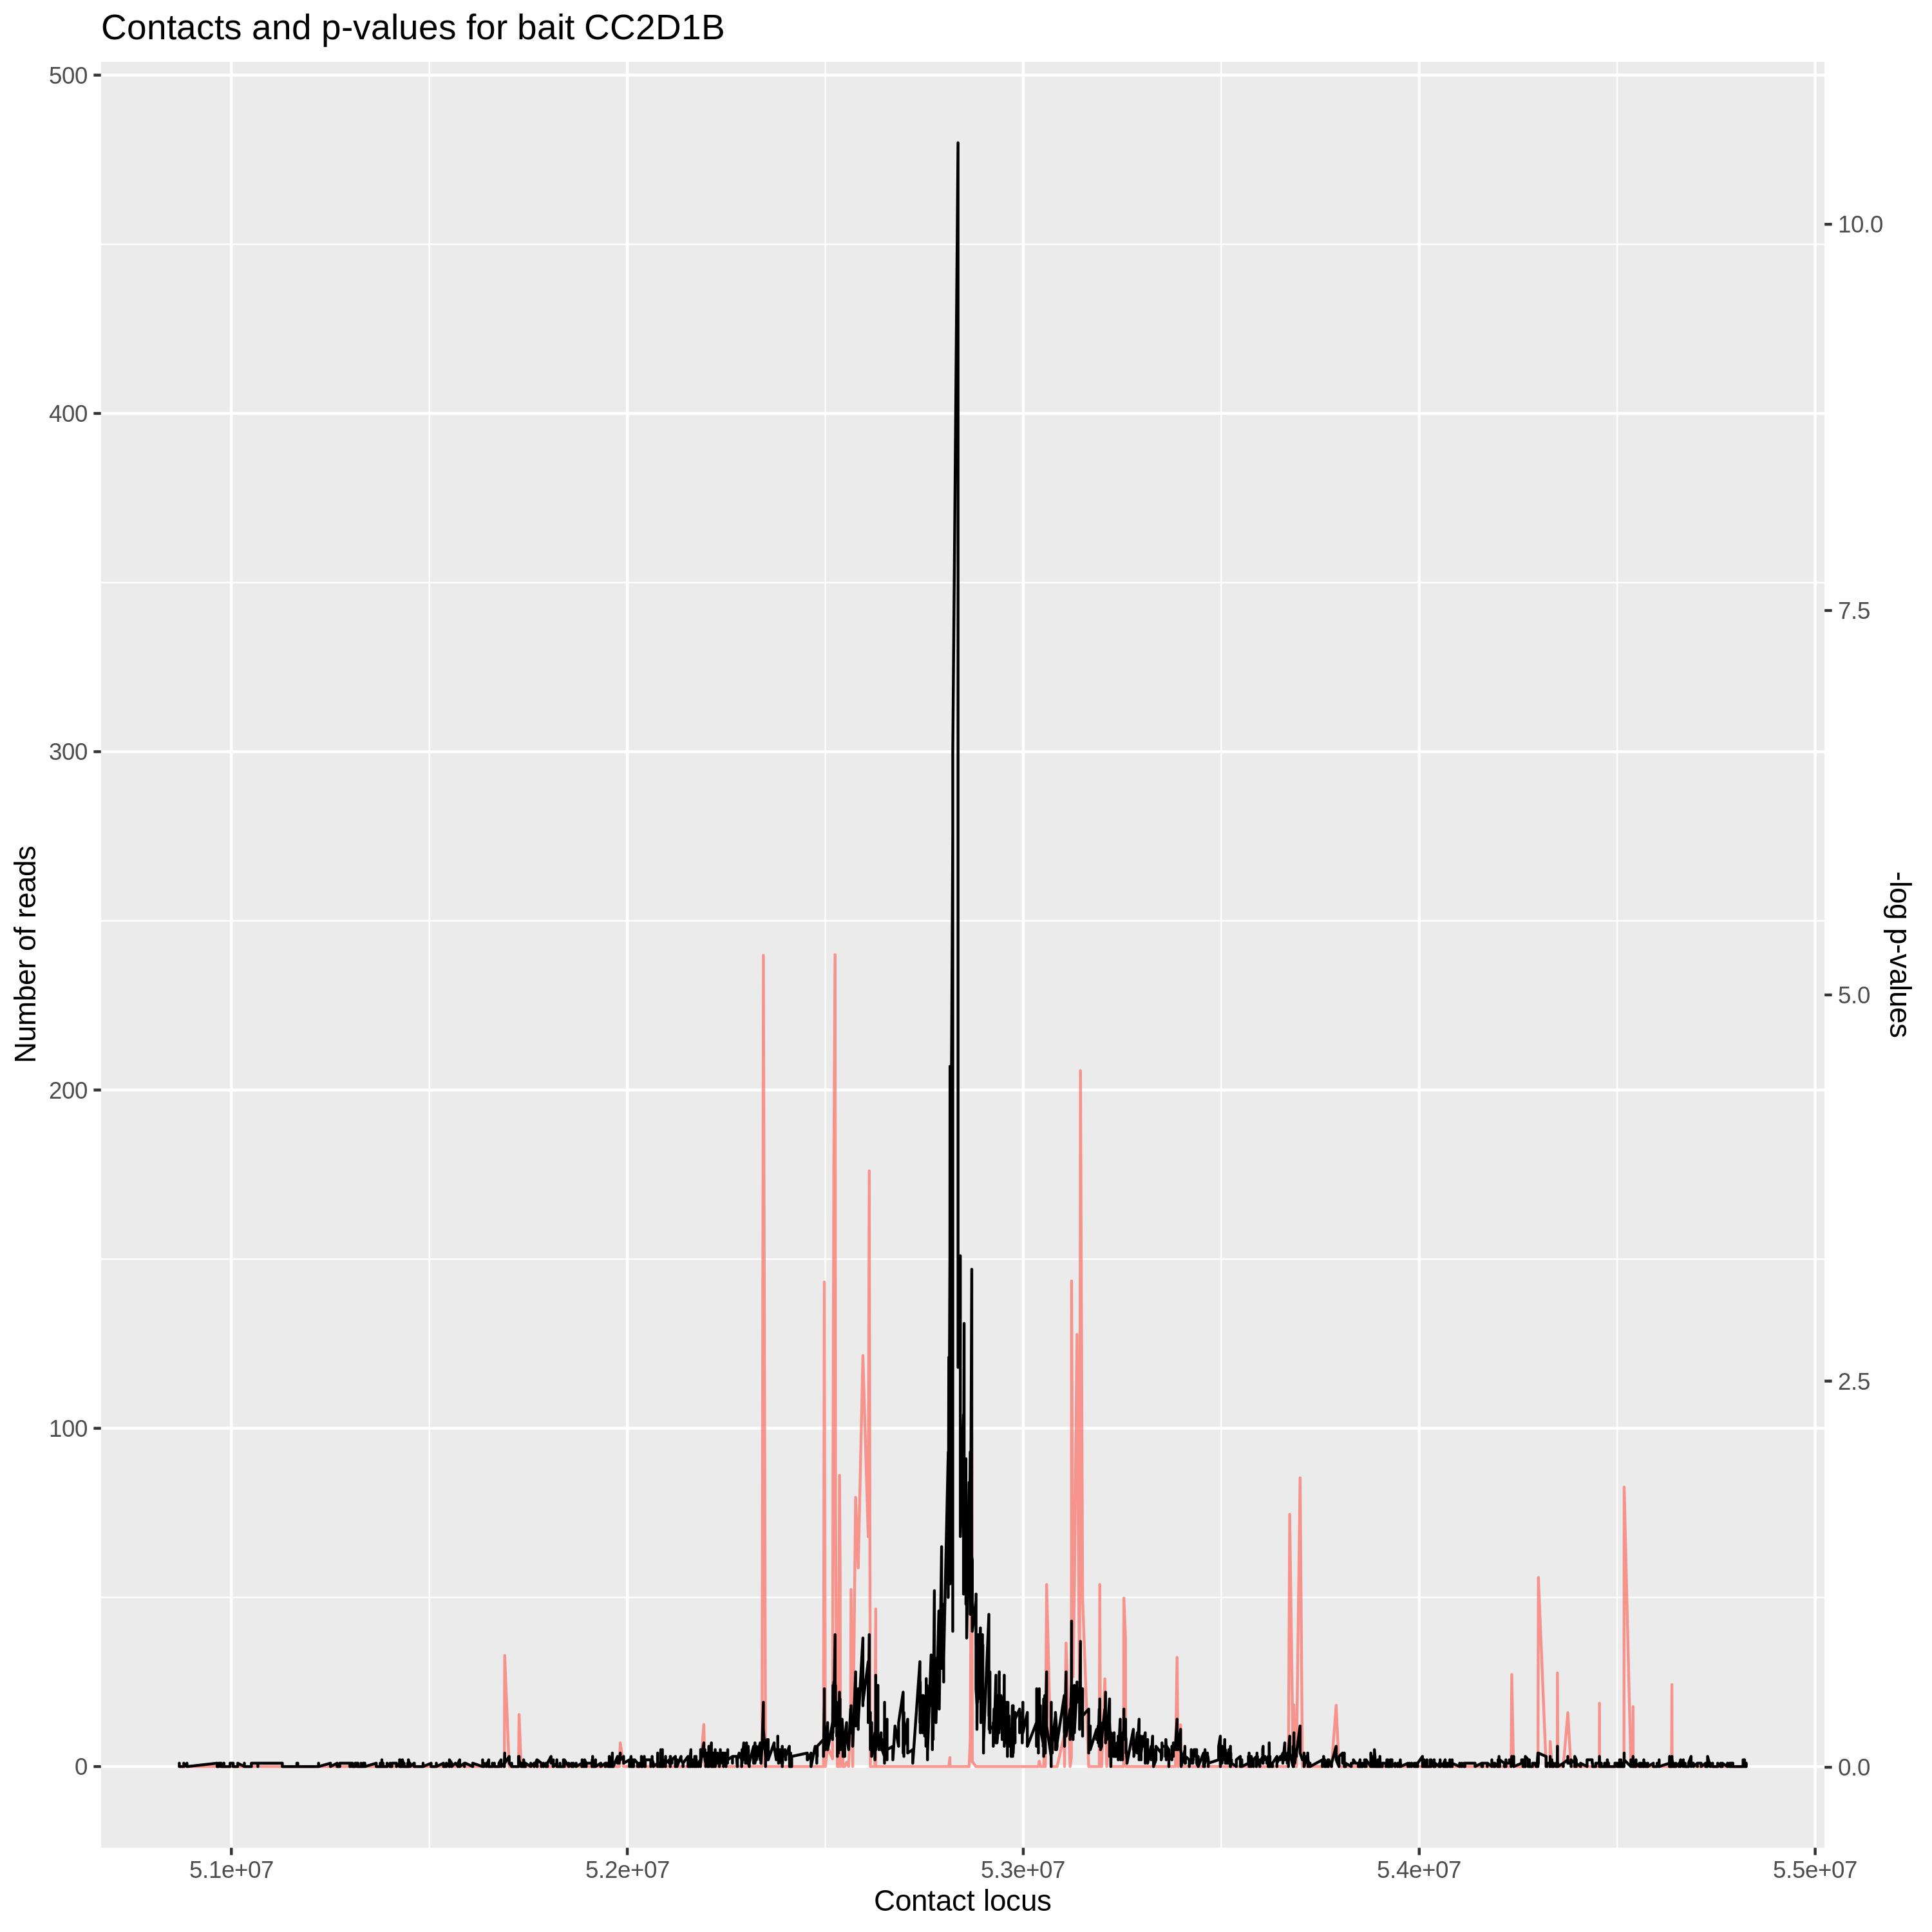 Contacts and p-values for bait CC2D1B
500
400
300
200
100
0
Number of reads
10.0
7.5
5.0
2.5
0.0
-log p-values
5.1e+07
5.2e+07
5.3e+07
5.4e+07
5.5e+07
Contact locus